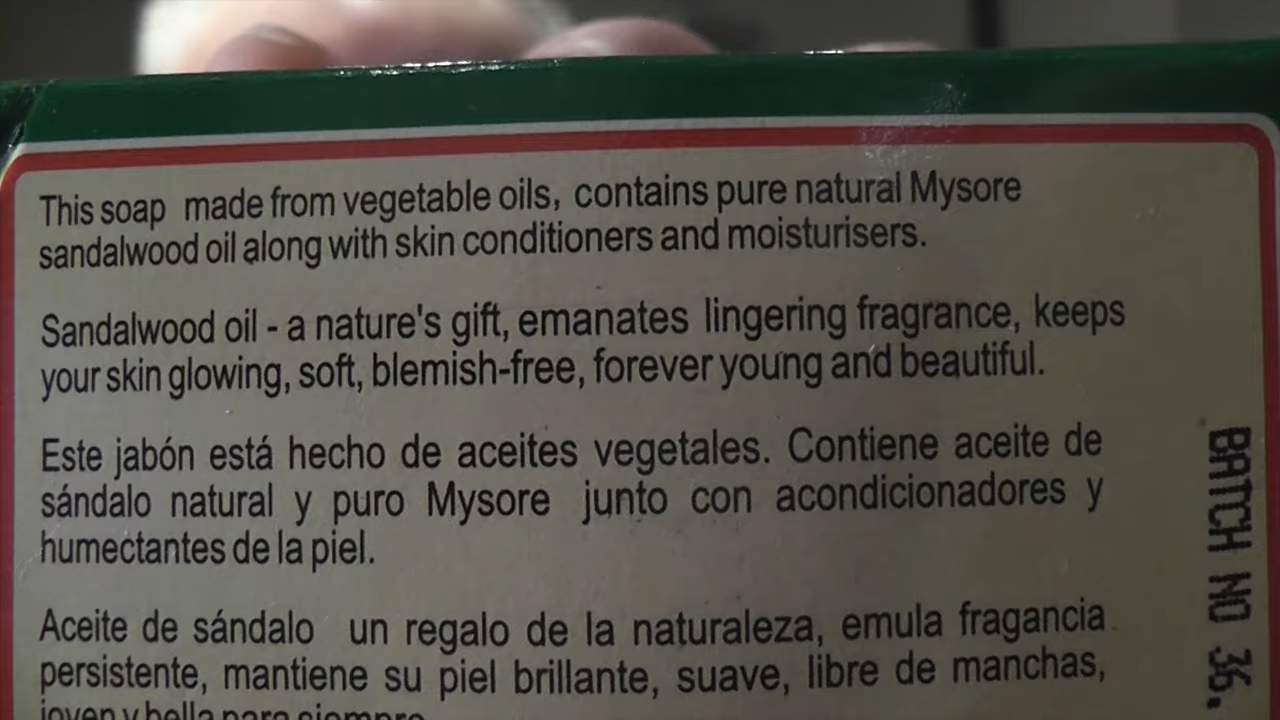 This soap made from vegetable oils, contains pure natural Mysore
sandalwood oil along with skin conditioners and moisturisers.
Sandalwood oil - a nature's gift, emanates lingering fragrance, keeps
your skin glowing, soft, blemish-free, forever young and beautiful.
Este jabón está hecho de aceites vegetales. Contiene aceite de
sándalo natural y puro Mysore junto con acondicionadores y
humectantes de la piel.
Aceite de sándalo un regalo de la naturaleza, emula fragancia
persistente, mantiene su piel brillante, suave, libre de manchas,
joven y bella para siempre
BATCH NO 36.